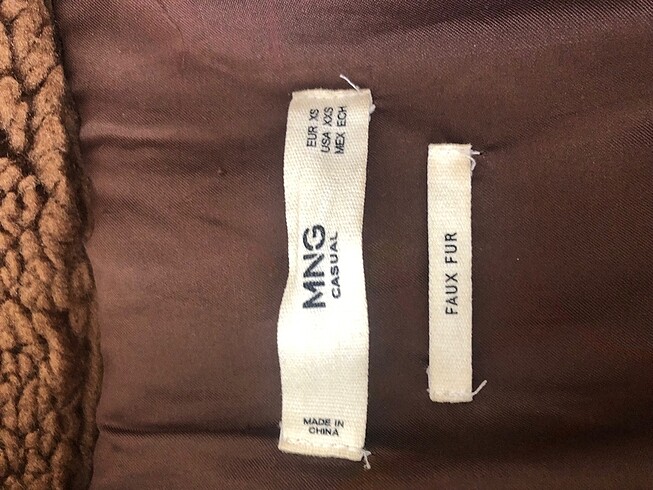 MNG
CASUAL
EUR XS
USA XXS
MEX ECH
MADE IN
CHINA
FAUX FUR